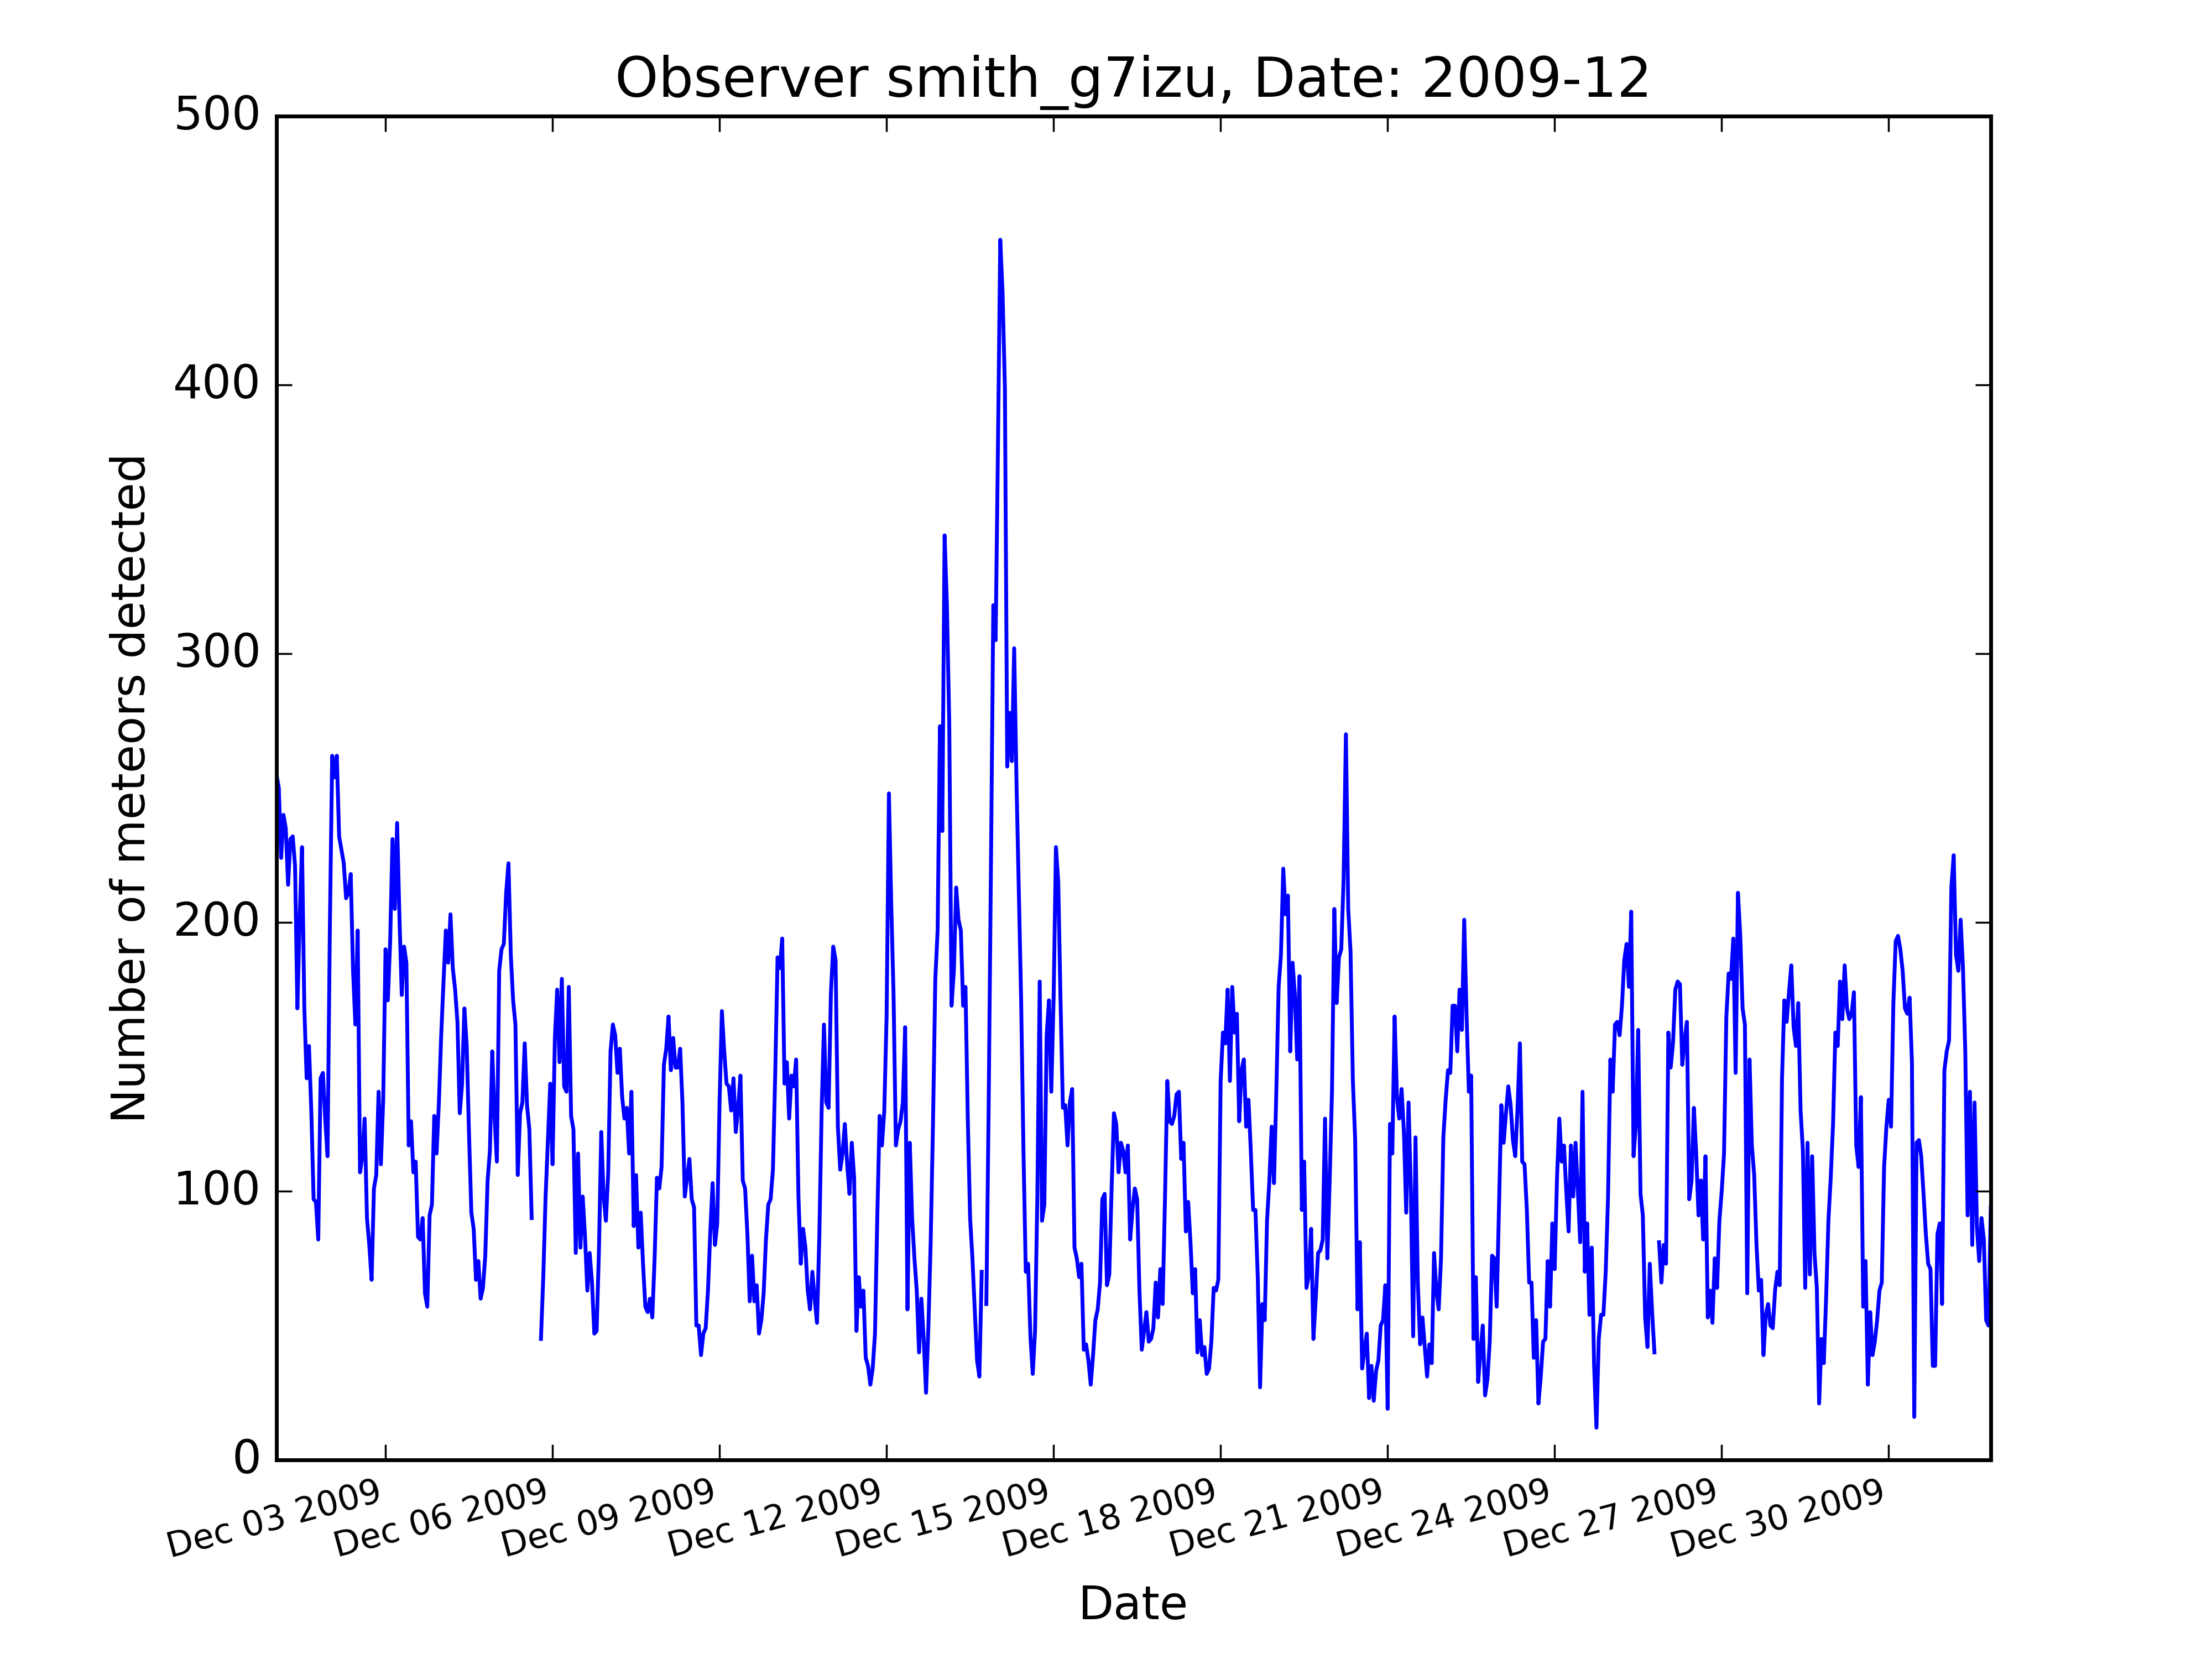 Observer smith_g7izu, Date: 2009-12
Number of meteors detected
500
400
300
200
100
0
Dec 03 2009
Dec 06 2009
Dec 09 2009
Dec 12 2009
Dec 15 2009
Dec 18 2009
Dec 21 2009
Dec 24 2009
Dec 27 2009
Dec 30 2009
Date